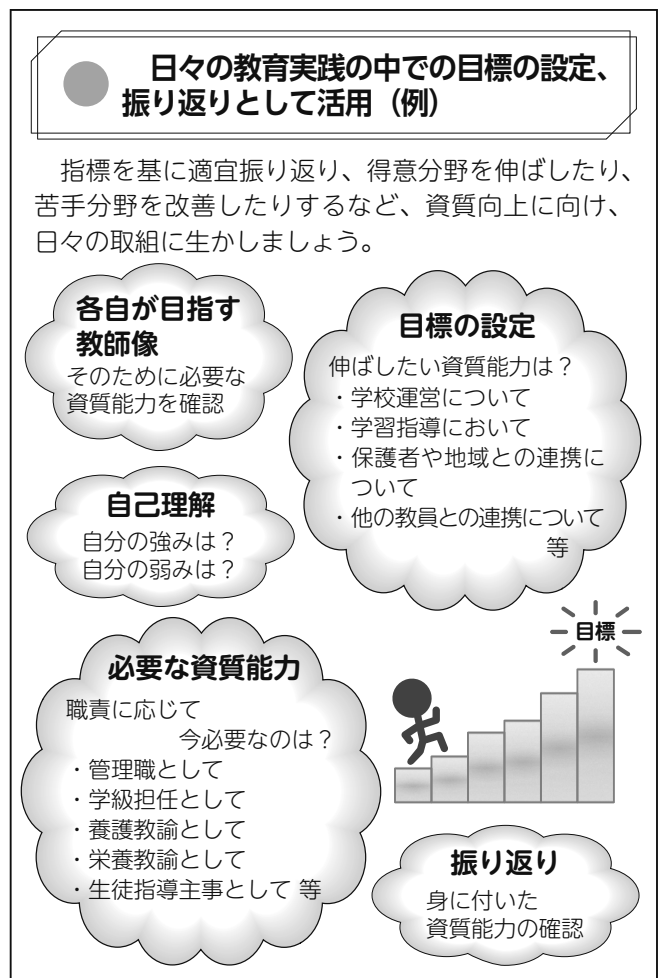 日々の教育実践の中での目標の設定、
振り返りとして活用（例）
指標を基に適宜振り返り、得意分野を伸ばしたり、
苦手分野を改善したりするなど、資質向上に向け、
日々の取組に生かしましょう。
各自が目指す
教師像
そのために必要な
資質能力を確認
目標の設定
伸ばしたい資質能力は？
・学校運営について
・学習指導において
・保護者や地域との連携に
ついて
・他の教員との連携について
等
自己理解
自分の強みは？
自分の弱みは？
目標
必要な資質能力
職責に応じて
今必要なのは？
・管理職として
・学級担任として
・養護教諭として
・栄養教諭として
・生徒指導主事として 等
振り返り
身に付いた
資質能力の確認